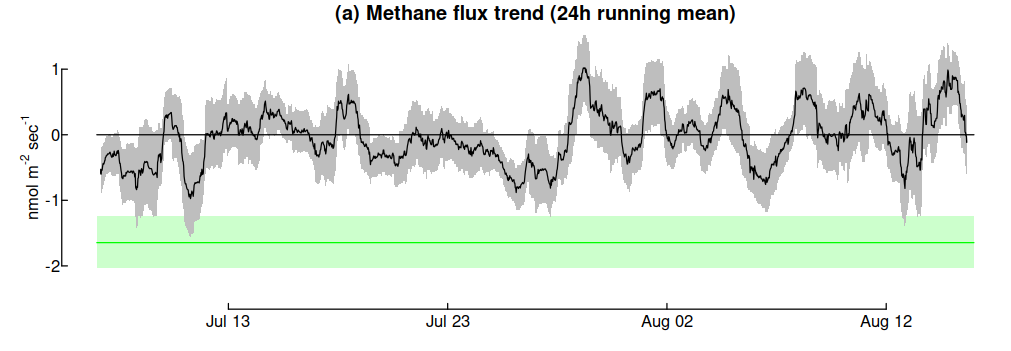 (a) Methane flux trend (24h running mean)
nmol m⁻² sec⁻¹
1
0
-1
-2
Jul 13 Jul 23 Aug 02 Aug 12